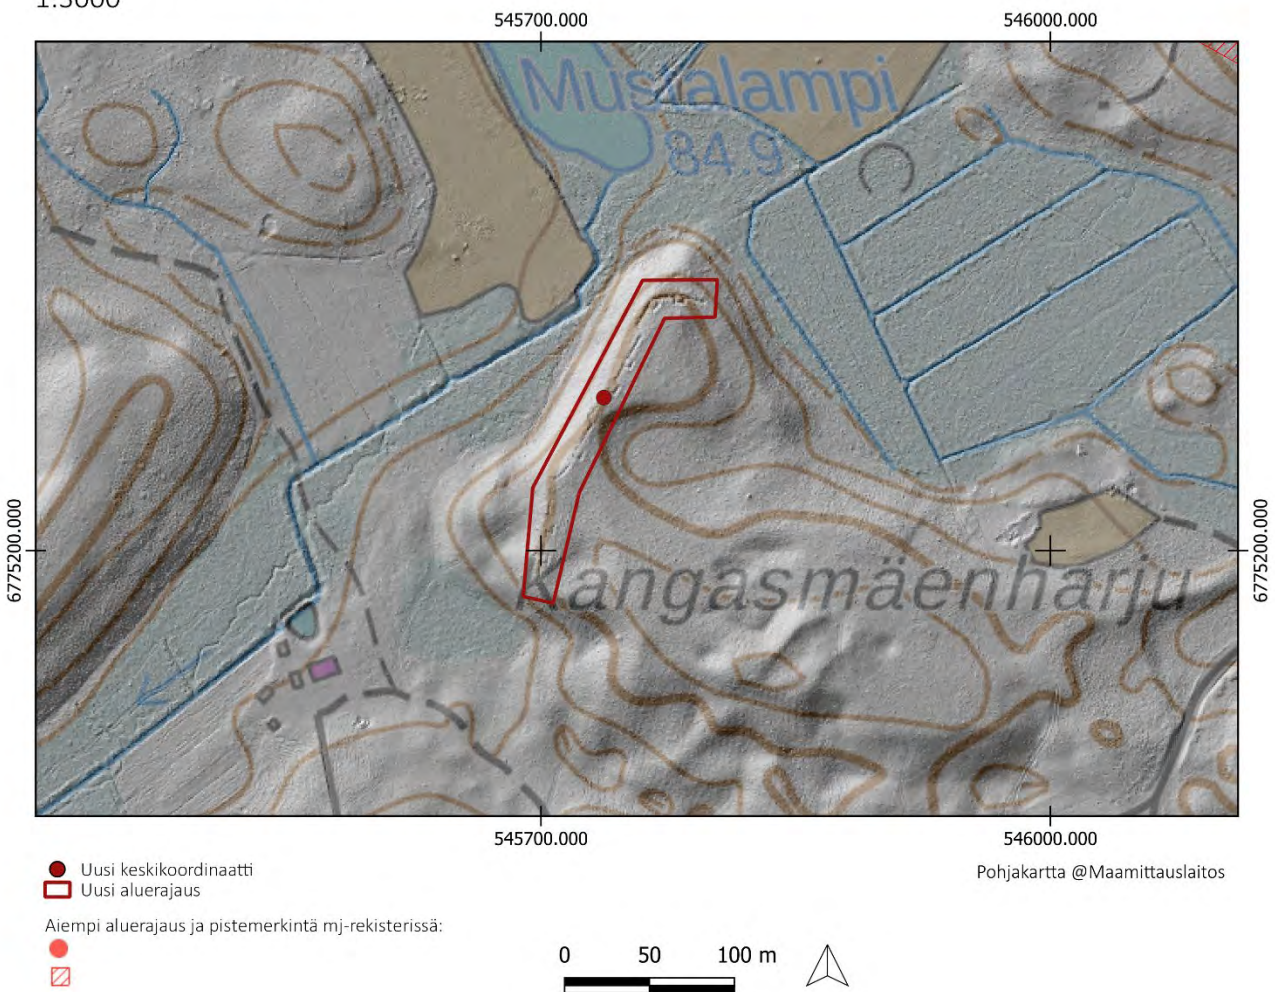 1:3000
545700.000 546000.000
Mustalampi
84.9
6775200.000 6775200.000
Kangasmäenharju
545700.000 546000.000
Uusi keskikoordinaatti
Uusi aluerajaus
Pohjakartta @Maamittauslaitos
Aiempi aluerajaus ja pistemerkintä mj-rekisterissä:
0 50 100 m